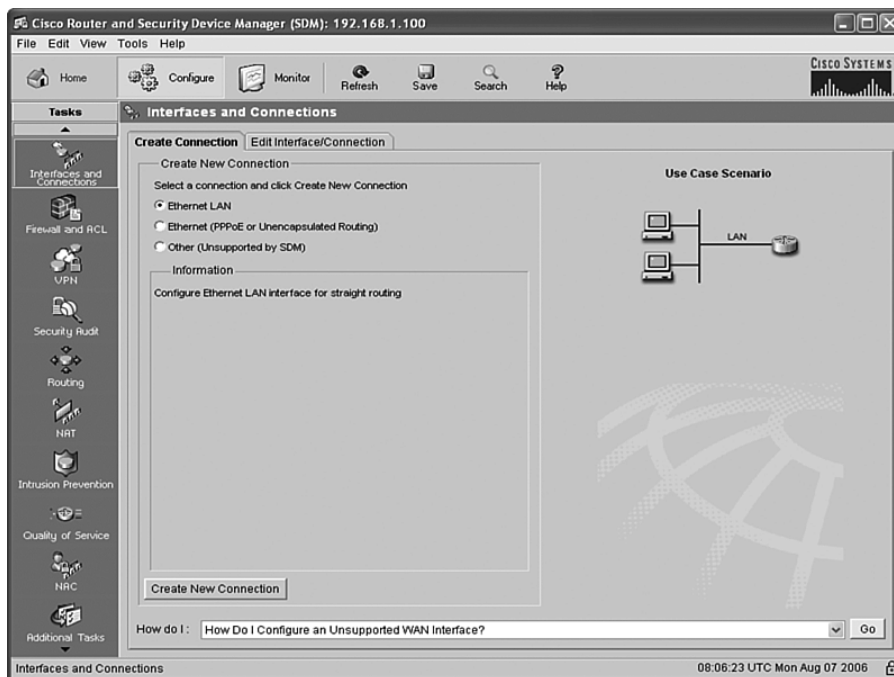 Cisco Router and Security Device Manager (SDM): 192.168.1.100
File Edit View Tools Help
Home Configure Monitor Refresh Save Search Help
CISCO SYSTEMS
Tasks
Interfaces and Connections
Interfaces and
Connections
Firewall and ACL
VPN
Security Audit
Routing
NAT
Intrusion Prevention
Quality of Service
NAC
Additional Tasks
Create Connection Edit Interface/Connection
Create New Connection
Select a connection and click Create New Connection
Ethernet LAN
Ethernet (PPPoE or Unencapsulated Routing)
Other (Unsupported by SDM)
Information
Configure Ethernet LAN interface for straight routing
Use Case Scenario
LAN
Create New Connection
How do I: How Do I Configure an Unsupported WAN Interface? Go
Interfaces and Connections 08:06:23 UTC Mon Aug 07 2006